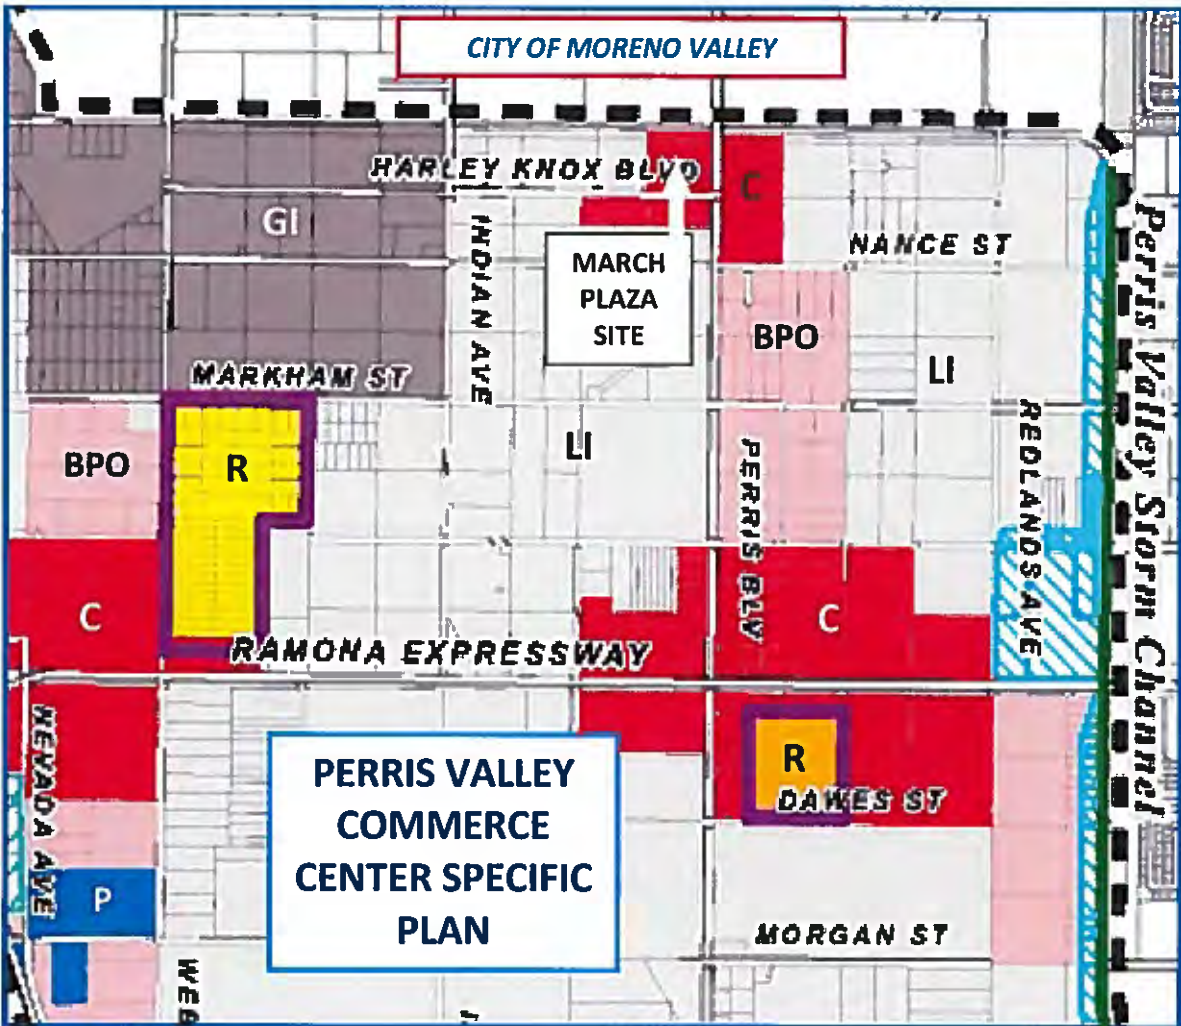 CITY OF MORENO VALLEY
HARLEY KNOX BLVD
C
GI
INDIAN AVE
NANCE ST
MARCH
PLAZA
SITE
BPO
LI
MARKHAM ST
BPO
R
LI
PERRIS BLV
REDLANDS AVE
Perris Valley Storm Channel
C
C
RAMONA EXPRESSWAY
NEVADA AVE
PERRIS VALLEY
COMMERCE
CENTER SPECIFIC
PLAN
R
DAWES ST
P
MORGAN ST
WEB